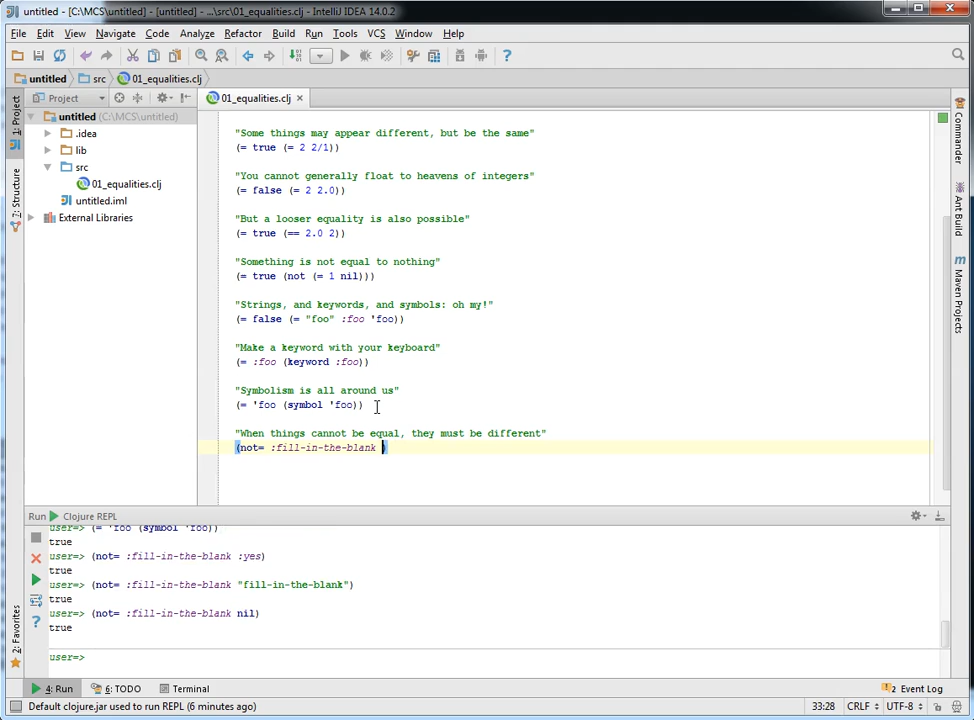 untitled - [C:\MCS\untitled] - [untitled] - ...\src\01_equalities.clj - IntelliJ IDEA 14.0.2
File Edit View Navigate Code Analyze Refactor Build Run Tools VCS Window Help
untitled src 01_equalities.clj
Project 01_equalities.clj
1: Project
2: Structure
2: Favorites
Commander
Ant Build
Maven Projects
untitled (C:\MCS\untitled)
.idea
lib
src
01_equalities.clj
untitled.iml
External Libraries
"Some things may appear different, but be the same"
(= true (= 2 2/1))
"You cannot generally float to heavens of integers"
(= false (= 2 2.0))
"But a looser equality is also possible"
(= true (== 2.0 2))
"Something is not equal to nothing"
(= true (not (= 1 nil)))
"Strings, and keywords, and symbols: oh my!"
(= false (= "foo" :foo 'foo))
"Make a keyword with your keyboard"
(= :foo (keyword :foo))
"Symbolism is all around us"
(= 'foo (symbol 'foo))
"When things cannot be equal, they must be different"
(not= :fill-in-the-blank )
Run Clojure REPL
user=> (= 'foo (symbol 'foo))
true
user=> (not= :fill-in-the-blank :yes)
true
user=> (not= :fill-in-the-blank "fill-in-the-blank")
true
user=> (not= :fill-in-the-blank nil)
true
user=>
4: Run 6: TODO Terminal 2 Event Log
Default clojure.jar used to run REPL (6 minutes ago) 33:28 CRLF UTF-8